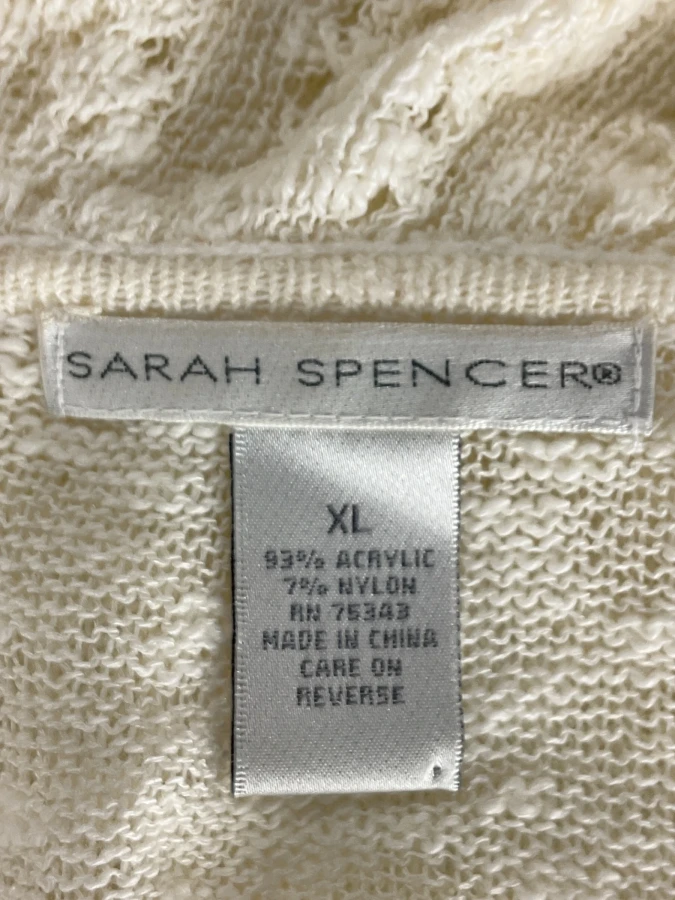 SARAH SPENCER®
XL
93% ACRYLIC
7% NYLON
RN 75343
MADE IN CHINA
CARE ON
REVERSE